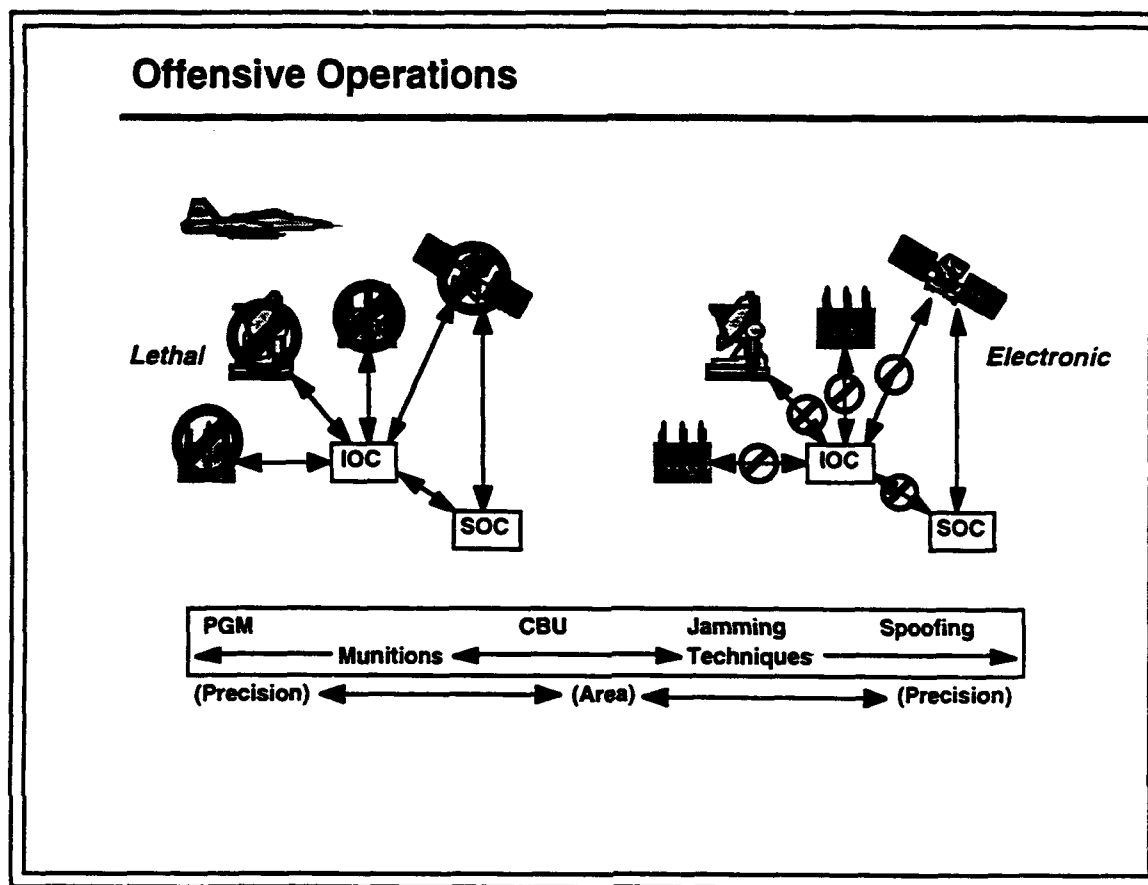 Offensive Operations
Lethal
Electronic
IOC
SOC
IOC
SOC
PGM CBU Jamming Spoofing
Munitions Techniques
(Precision) (Area) (Precision)